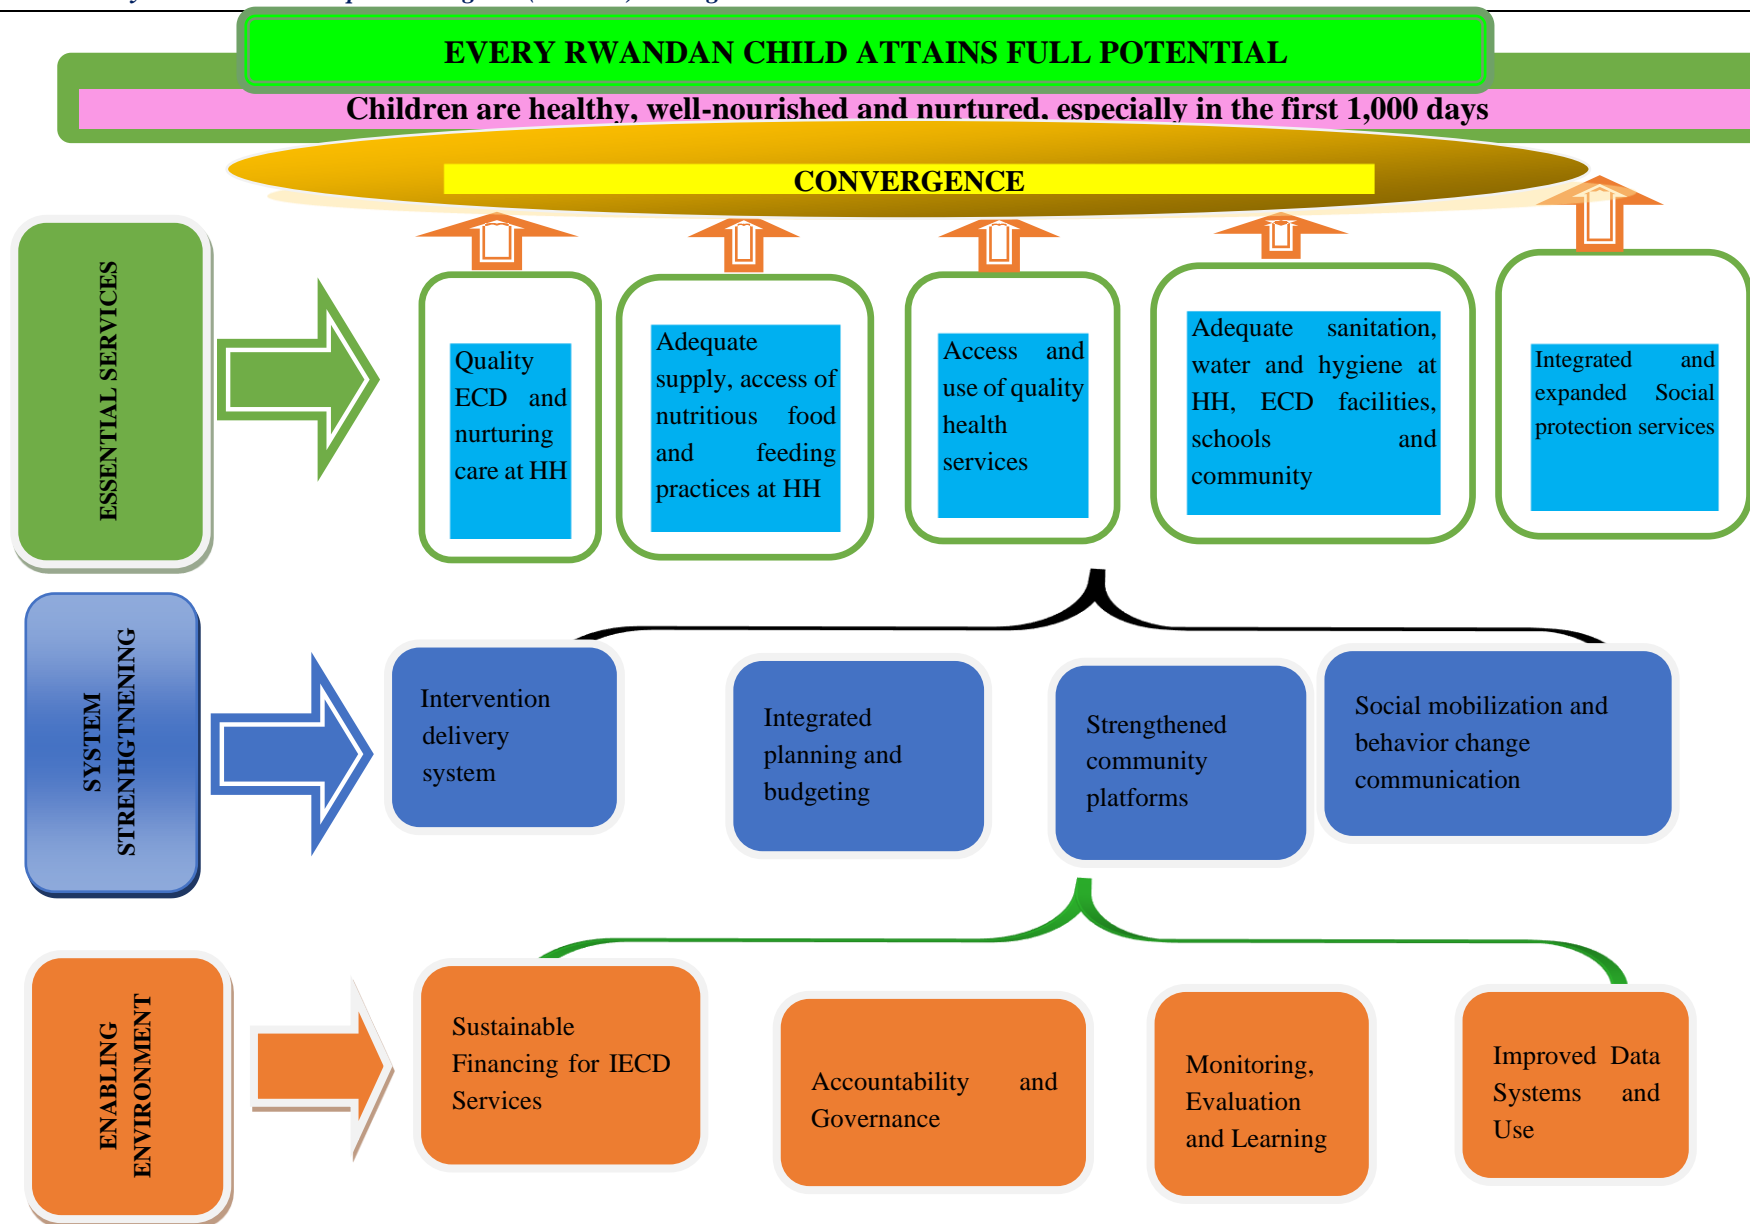 EVERY RWANDAN CHILD ATTAINS FULL POTENTIAL
Children are healthy, well-nourished and nurtured, especially in the first 1,000 days
CONVERGENCE
ESSENTIAL SERVICES
Quality
ECD and
nurturing
care at HH
Adequate
supply, access of
nutritious food
and feeding
practices at HH
Access and
use of quality
health
services
Adequate sanitation,
water and hygiene at
HH, ECD facilities,
schools and
community
Integrated and
expanded Social
protection services
SYSTEM
STRENHGTNENING
Intervention
delivery
system
Integrated
planning and
budgeting
Strengthened
community
platforms
Social mobilization and
behavior change
communication
ENABLING
ENVIRONMENT
Sustainable
Financing for IECD
Services
Accountability and
Governance
Monitoring,
Evaluation
and Learning
Improved Data
Systems and
Use